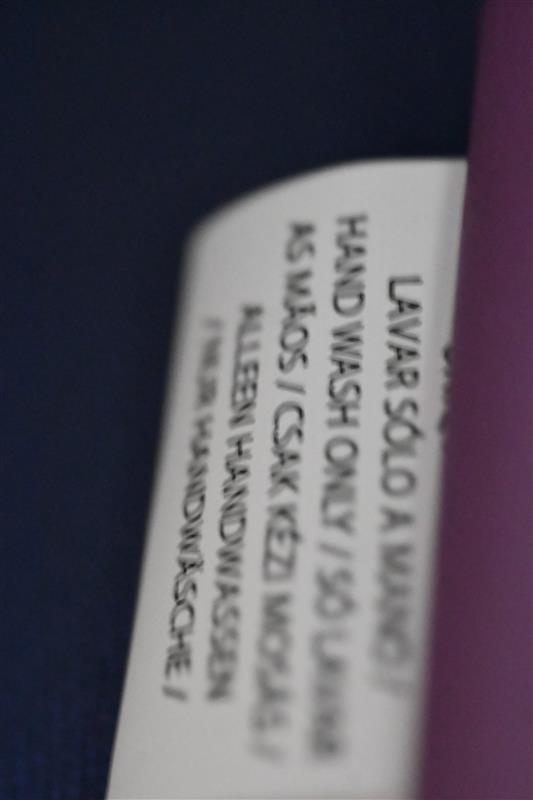 LAVAR SÓLO A MANO /
HAND WASH ONLY / SÓ LAVAR
AS MÃOS / CSAK KÉZI MOSÁS /
ALLEEN HANDWASSEN
/ NUR HANDWÄSCHE /